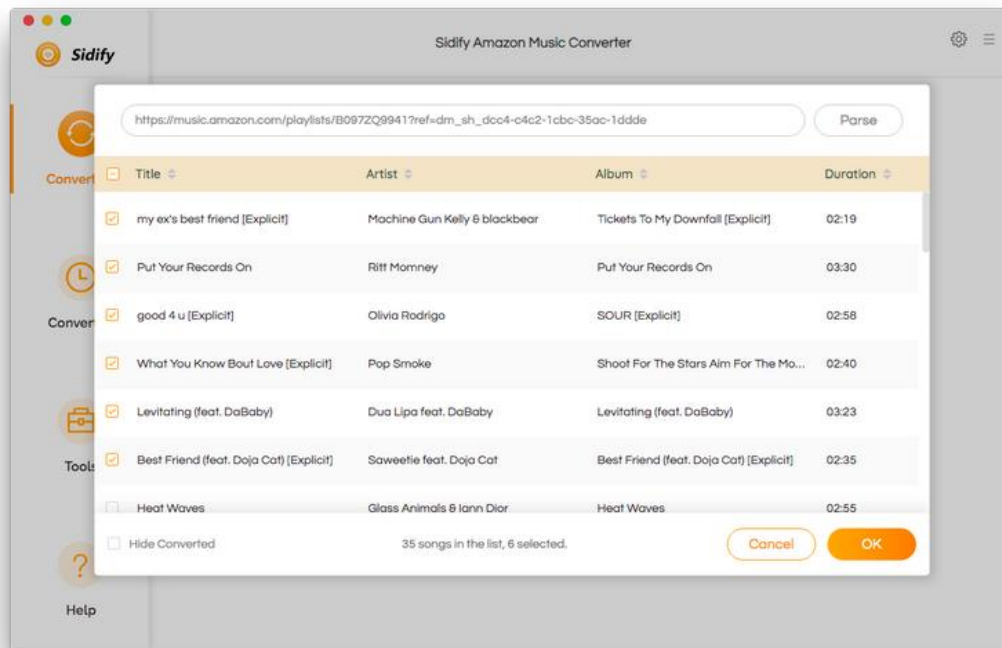 Sidify
Sidify Amazon Music Converter
https://music.amazon.com/playlists/B097ZQ9941?ref=dm_sh_dcc4-c4c2-1cbc-35ac-1ddde Parse
Title Artist Album Duration
my ex's best friend [Explicit] Machine Gun Kelly & blackbear Tickets To My Downfall [Explicit] 02:19
Put Your Records On Ritt Momney Put Your Records On 03:30
good 4 u [Explicit] Olivia Rodrigo SOUR [Explicit] 02:58
What You Know Bout Love [Explicit] Pop Smoke Shoot For The Stars Aim For The Mo... 02:40
Levitating (feat. DaBaby) Dua Lipa feat. DaBaby Levitating (feat. DaBaby) 03:23
Best Friend (feat. Doja Cat) [Explicit] Saweetie feat. Doja Cat Best Friend (feat. Doja Cat) [Explicit] 02:35
Heat Waves Glass Animals & iann Dior Heat Waves 02:55
Hide Converted 35 songs in the list, 6 selected. Cancel OK
Convert
Conver
Tools
Help